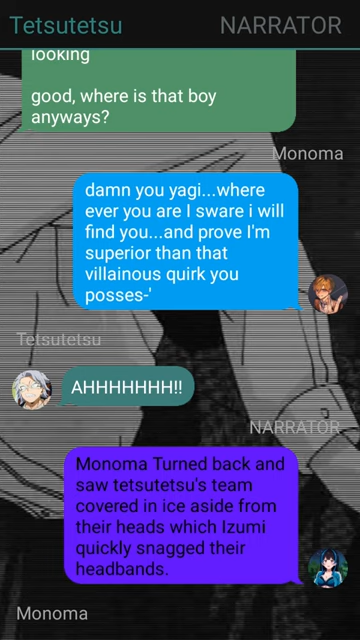 Tetsutetsu NARRATOR
looking
good, where is that boy
anyways?
Monoma
damn you yagi...where
ever you are I sware i will
find you...and prove I'm
superior than that
villainous quirk you
posses-'
Tetsutetsu
AHHHHHHH!!
NARRATOR
Monoma Turned back and
saw tetsutetsu's team
covered in ice aside from
their heads which Izumi
quickly snagged their
headbands.
Monoma